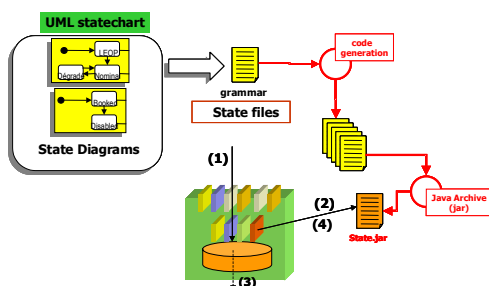 UML statechart
LEOP
Dégradé
Nominal
Booked
Disabled
State Diagrams
grammar
State files
code
generation
Java Archive
(jar)
State.jar
(1)
(2)
(4)
(3)